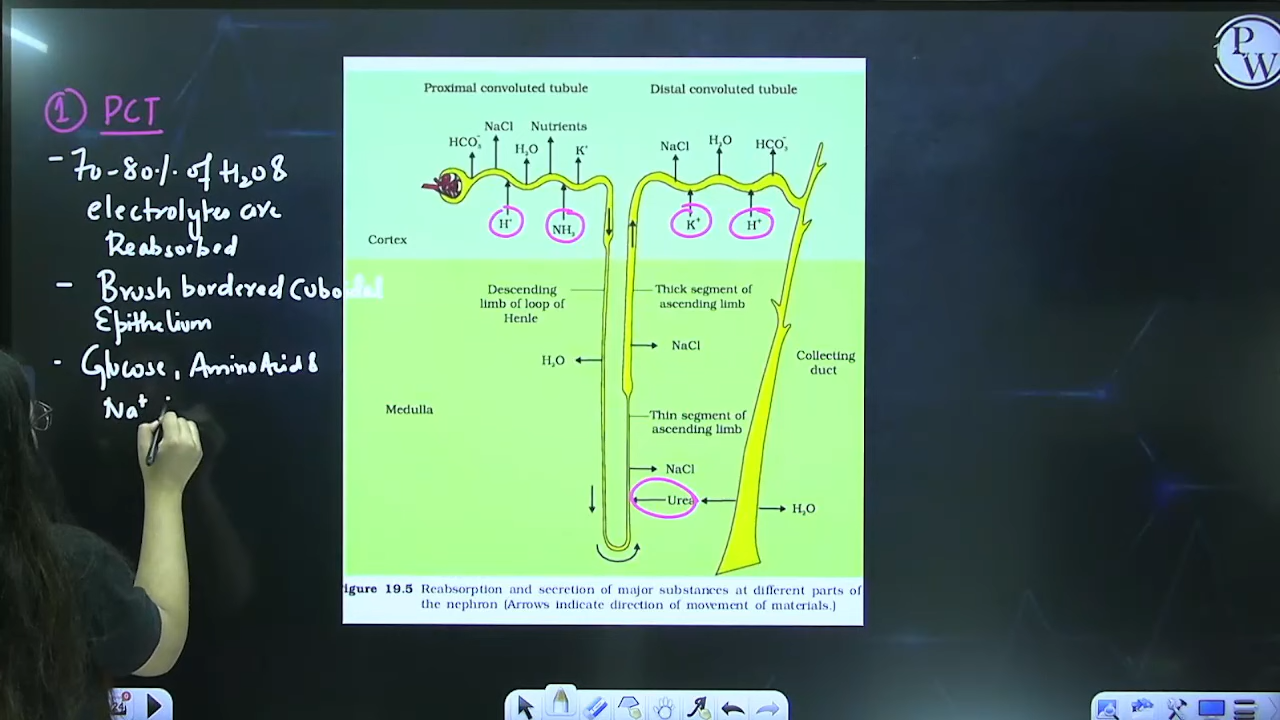 PW
① PCT
- 70-80% of H₂O &
electrolytes are
Reabsorbed
- Brush bordered Cuboidal
Epithelium
- Glucose, Amino Acid &
Na⁺
Proximal convoluted tubule
Distal convoluted tubule
HCO₃⁻
NaCl
H₂O
Nutrients
K⁺
NaCl
H₂O
HCO₃⁻
H⁺
NH₃
K⁺
H⁺
Cortex
Descending
limb of loop of
Henle
Thick segment of
ascending limb
H₂O
NaCl
Collecting
duct
Medulla
Thin segment of
ascending limb
NaCl
Urea
H₂O
igure 19.5 Reabsorption and secretion of major substances at different parts of
the nephron (Arrows indicate direction of movement of materials.)